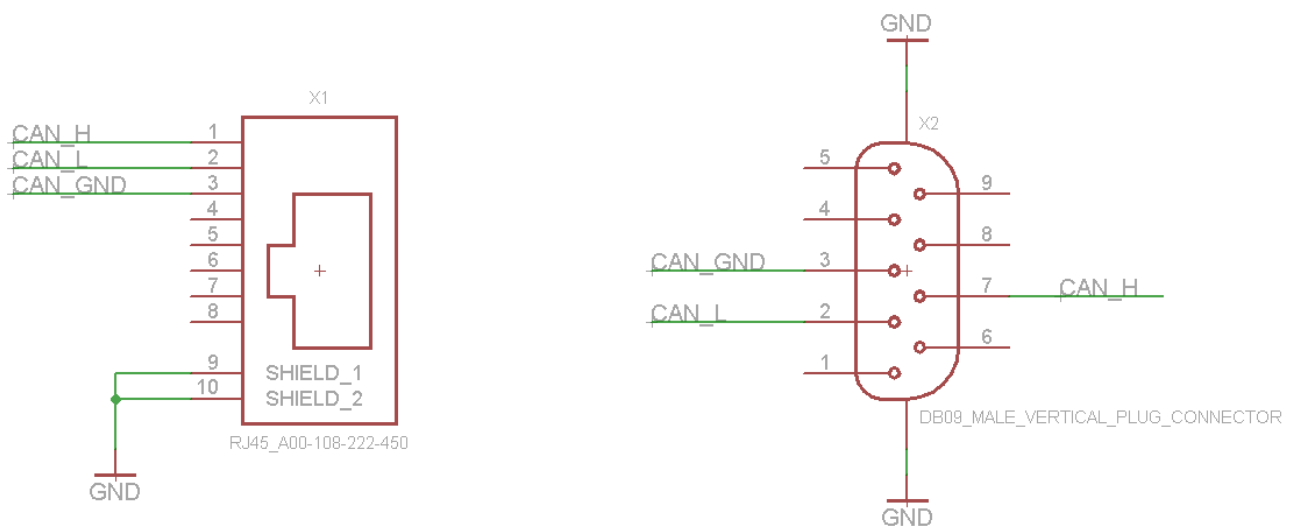 X1
CAN_H
1
CAN_L
2
CAN_GND
3
4
5
6
7
8
9
SHIELD_1
10
SHIELD_2
RJ45_A00-108-222-450
GND
GND
X2
5
9
4
8
CAN_GND
3
7
CAN_H
CAN_L
2
6
1
DB09_MALE_VERTICAL_PLUG_CONNECTOR
GND